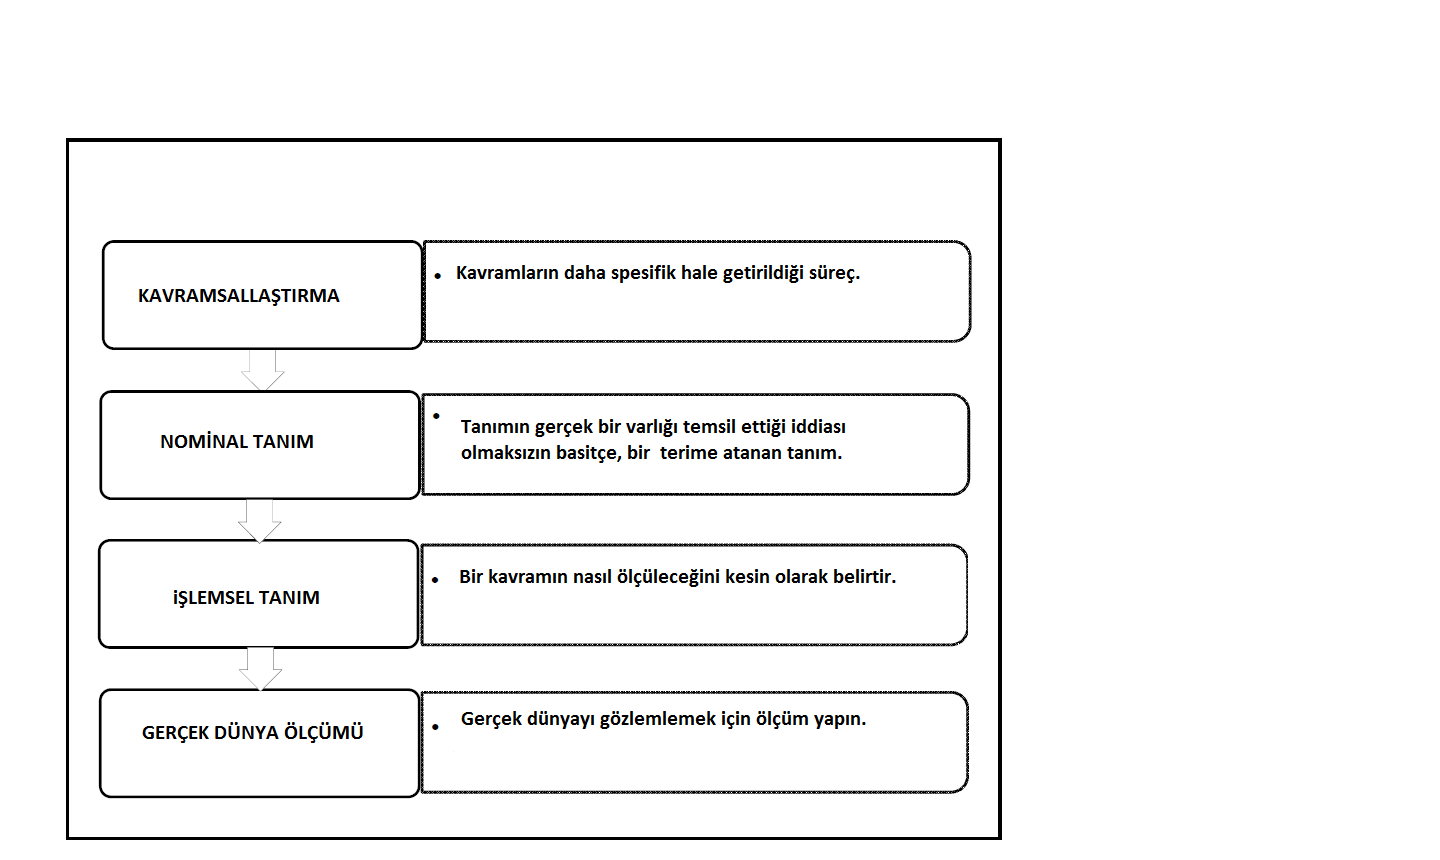 KAVRAMSALLAŞTIRMA
• Kavramların daha spesifik hale getirildiği süreç.
NOMİNAL TANIM
• Tanımın gerçek bir varlığı temsil ettiği iddiası
olmaksızın basitçe, bir terime atanan tanım.
iŞLEMSEL TANIM
• Bir kavramın nasıl ölçüleceğini kesin olarak belirtir.
GERÇEK DÜNYA ÖLÇÜMÜ
• Gerçek dünyayı gözlemlemek için ölçüm yapın.